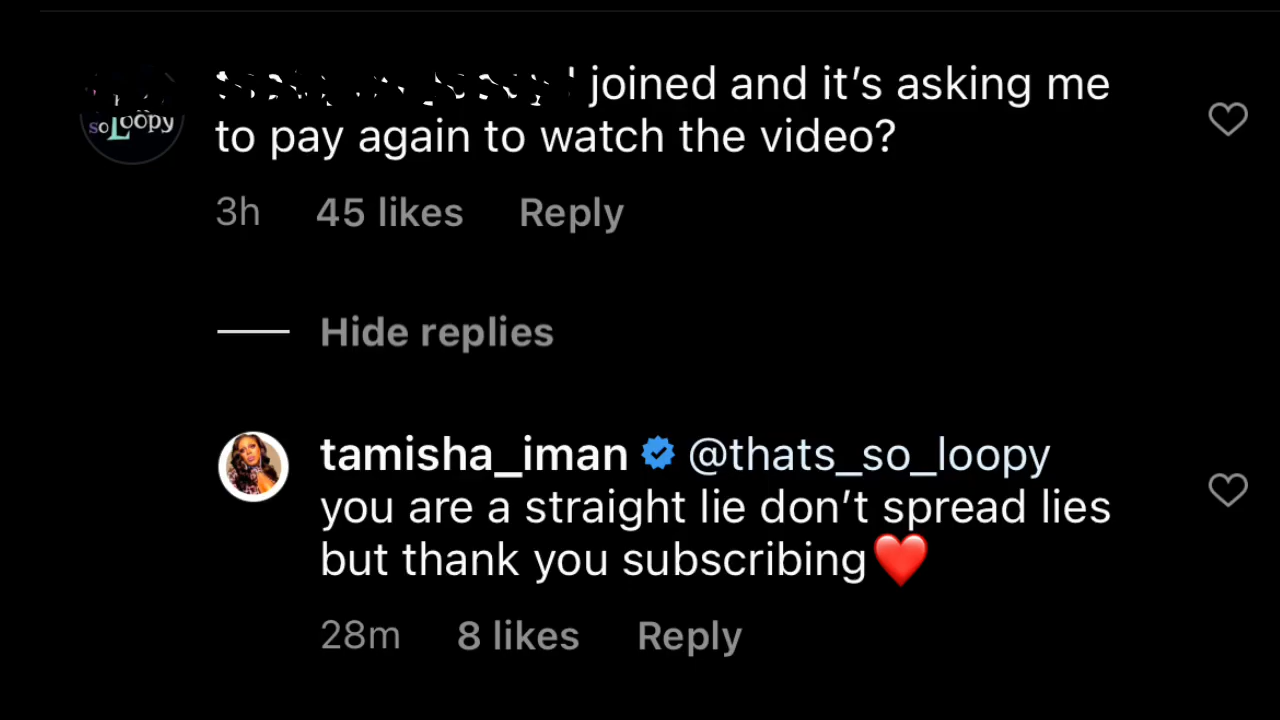 joined and it's asking me
to pay again to watch the video?
soLoopy
3h 45 likes Reply
Hide replies
tamisha_iman @thats_so_loopy
you are a straight lie don't spread lies
but thank you subscribing❤️
28m 8 likes Reply